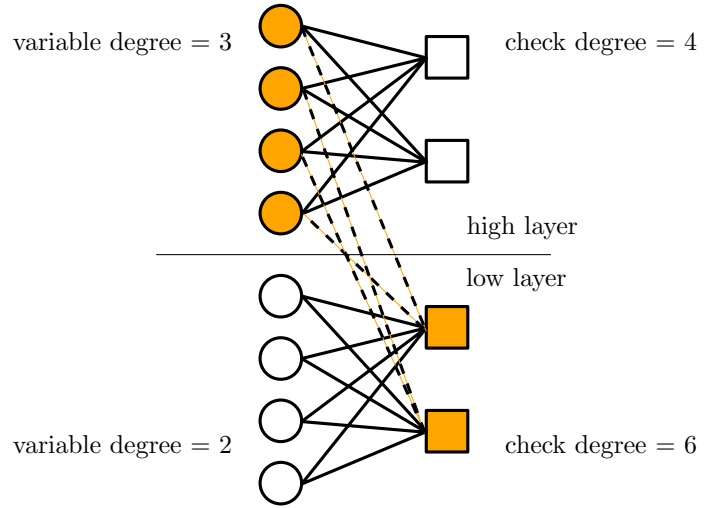 variable degree = 3
check degree = 4
high layer
low layer
variable degree = 2
check degree = 6